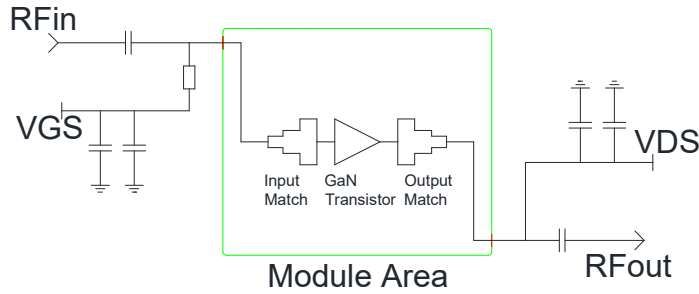 RFin
VGS
Input
Match
GaN
Transistor
Output
Match
VDS
RFout
Module Area